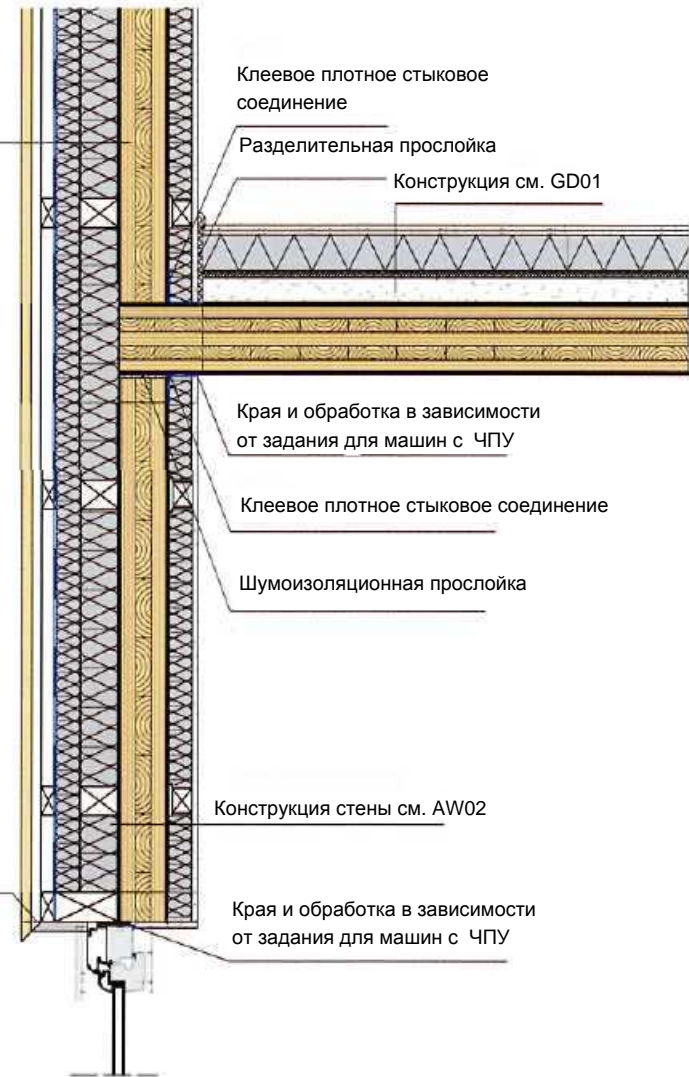 Клеевое плотное стыковое
соединение
Разделительная прослойка
Конструкция см. GD01
Края и обработка в зависимости
от задания для машин с ЧПУ
Клеевое плотное стыковое соединение
Шумоизоляционная прослойка
Конструкция стены см. AW02
Края и обработка в зависимости
от задания для машин с ЧПУ